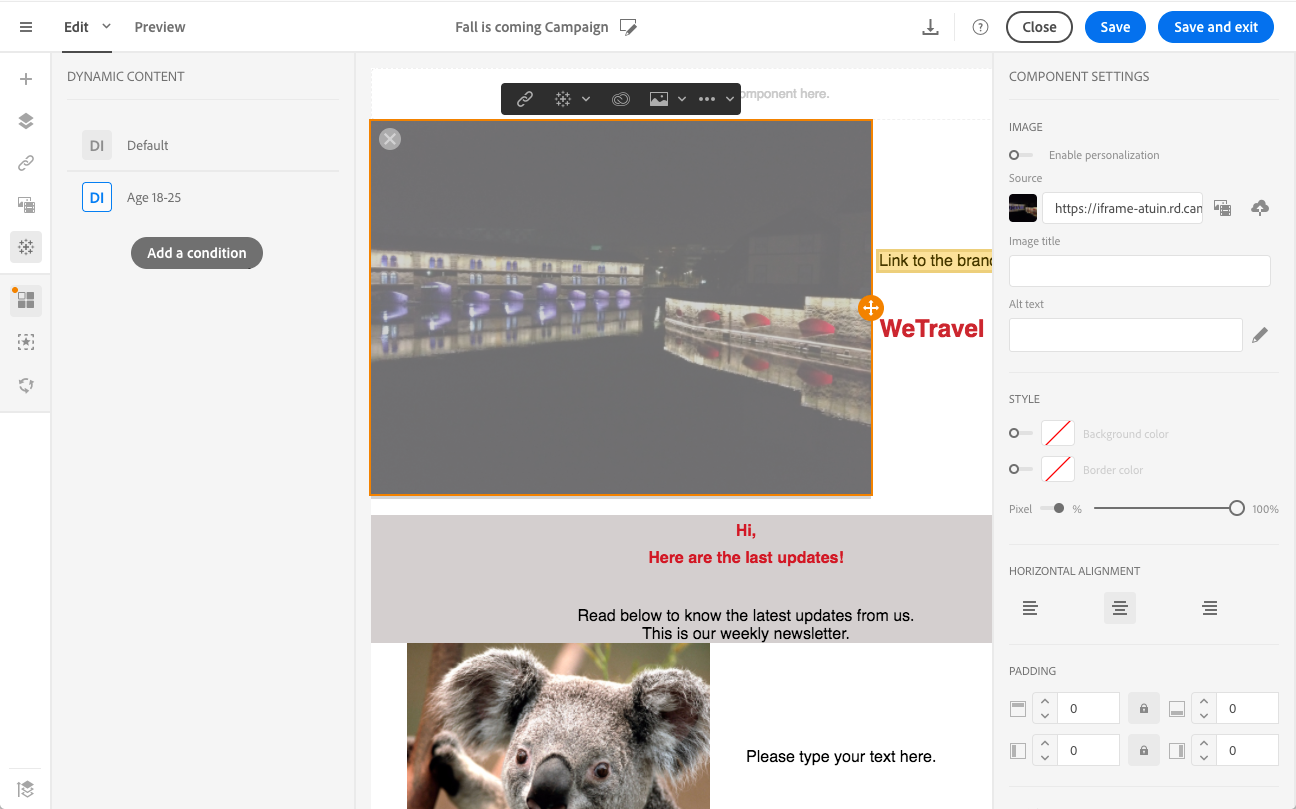 Edit
Preview
Fall is coming Campaign
Close
Save
Save and exit
DYNAMIC CONTENT
DI Default
DI Age 18-25
Add a condition
omponent here.
Link to the branc
WeTravel
Hi,
Here are the last updates!
Read below to know the latest updates from us.
This is our weekly newsletter.
Please type your text here.
COMPONENT SETTINGS
IMAGE
Enable personalization
Source
https://iframe-atuin.rd.can
Image title
Alt text
STYLE
Background color
Border color
Pixel % 100%
HORIZONTAL ALIGNMENT
PADDING
0 0
0 0